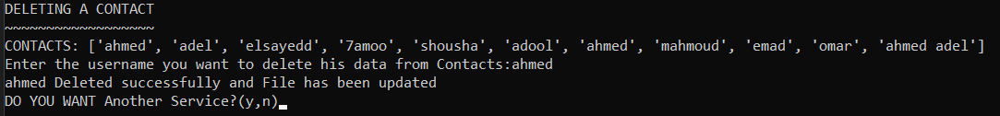 DELETING A CONTACT
~~~~~~~~~~~~~~~~~~
CONTACTS: ['ahmed', 'adel', 'elsayedd', '7amoo', 'shousha', 'adool', 'ahmed', 'mahmoud', 'emad', 'omar', 'ahmed adel']
Enter the username you want to delete his data from Contacts:ahmed
ahmed Deleted successfully and File has been updated
DO YOU WANT Another Service?(y,n)